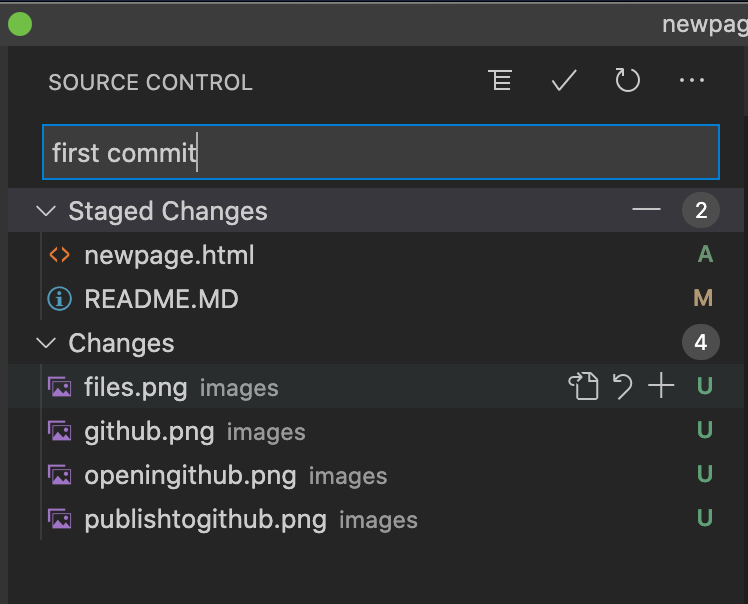 newpag
SOURCE CONTROL
first commit
Staged Changes 2
newpage.html A
README.MD M
Changes 4
files.png images U
github.png images U
openingithub.png images U
publishtogithub.png images U